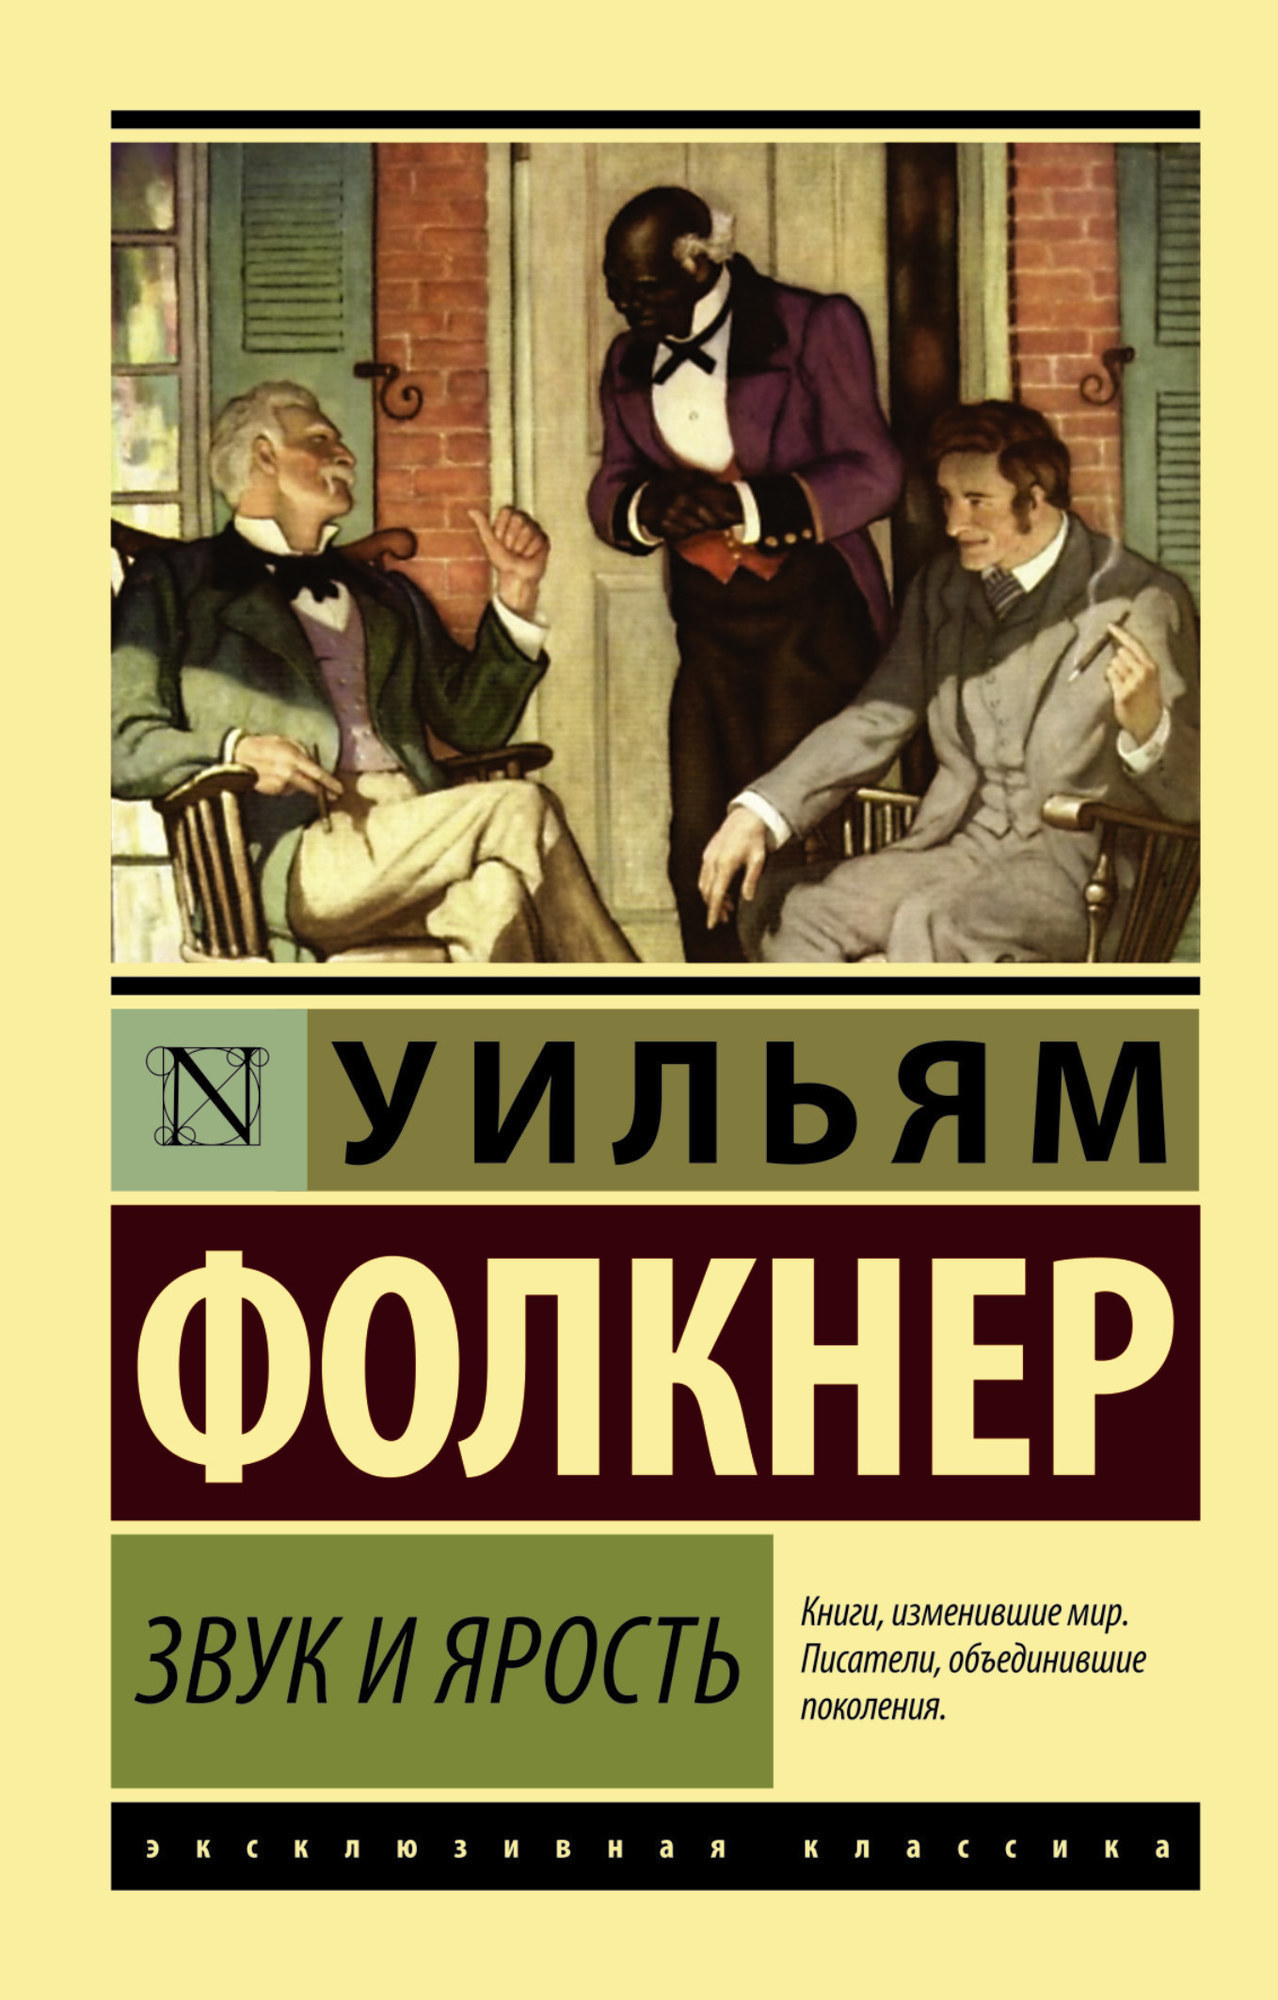 N
УИЛЬЯМ
ФОЛКНЕР
ЗВУК И ЯРОСТЬ
Книги, изменившие мир.
Писатели, объединившие
поколения.
эксклюзивная классика